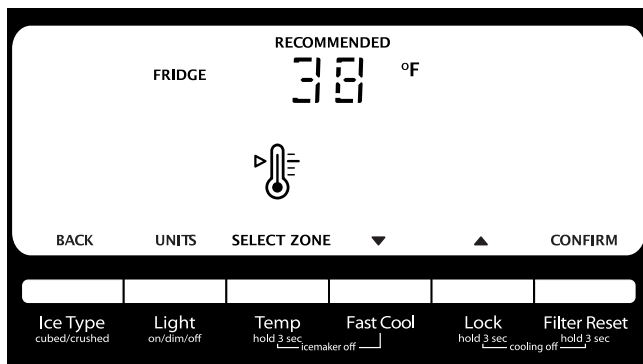 RECOMMENDED
FRIDGE 38 °F
BACK UNITS SELECT ZONE ▼ ▲ CONFIRM
Ice Type Light Temp Fast Cool Lock Filter Reset
cubed/crushed on/dim/off hold 3 sec hold 3 sec hold 3 sec
icemaker off cooling off